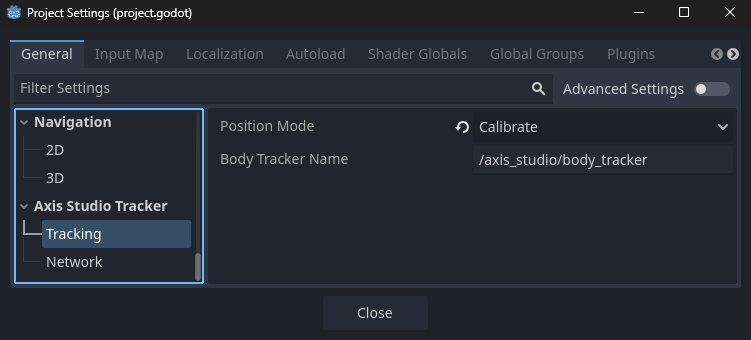 Project Settings (project.godot)
General Input Map Localization Autoload Shader Globals Global Groups Plugins
Filter Settings Advanced Settings
Navigation
2D
3D
Axis Studio Tracker
Tracking
Network
Position Mode Calibrate
Body Tracker Name /axis_studio/body_tracker
Close